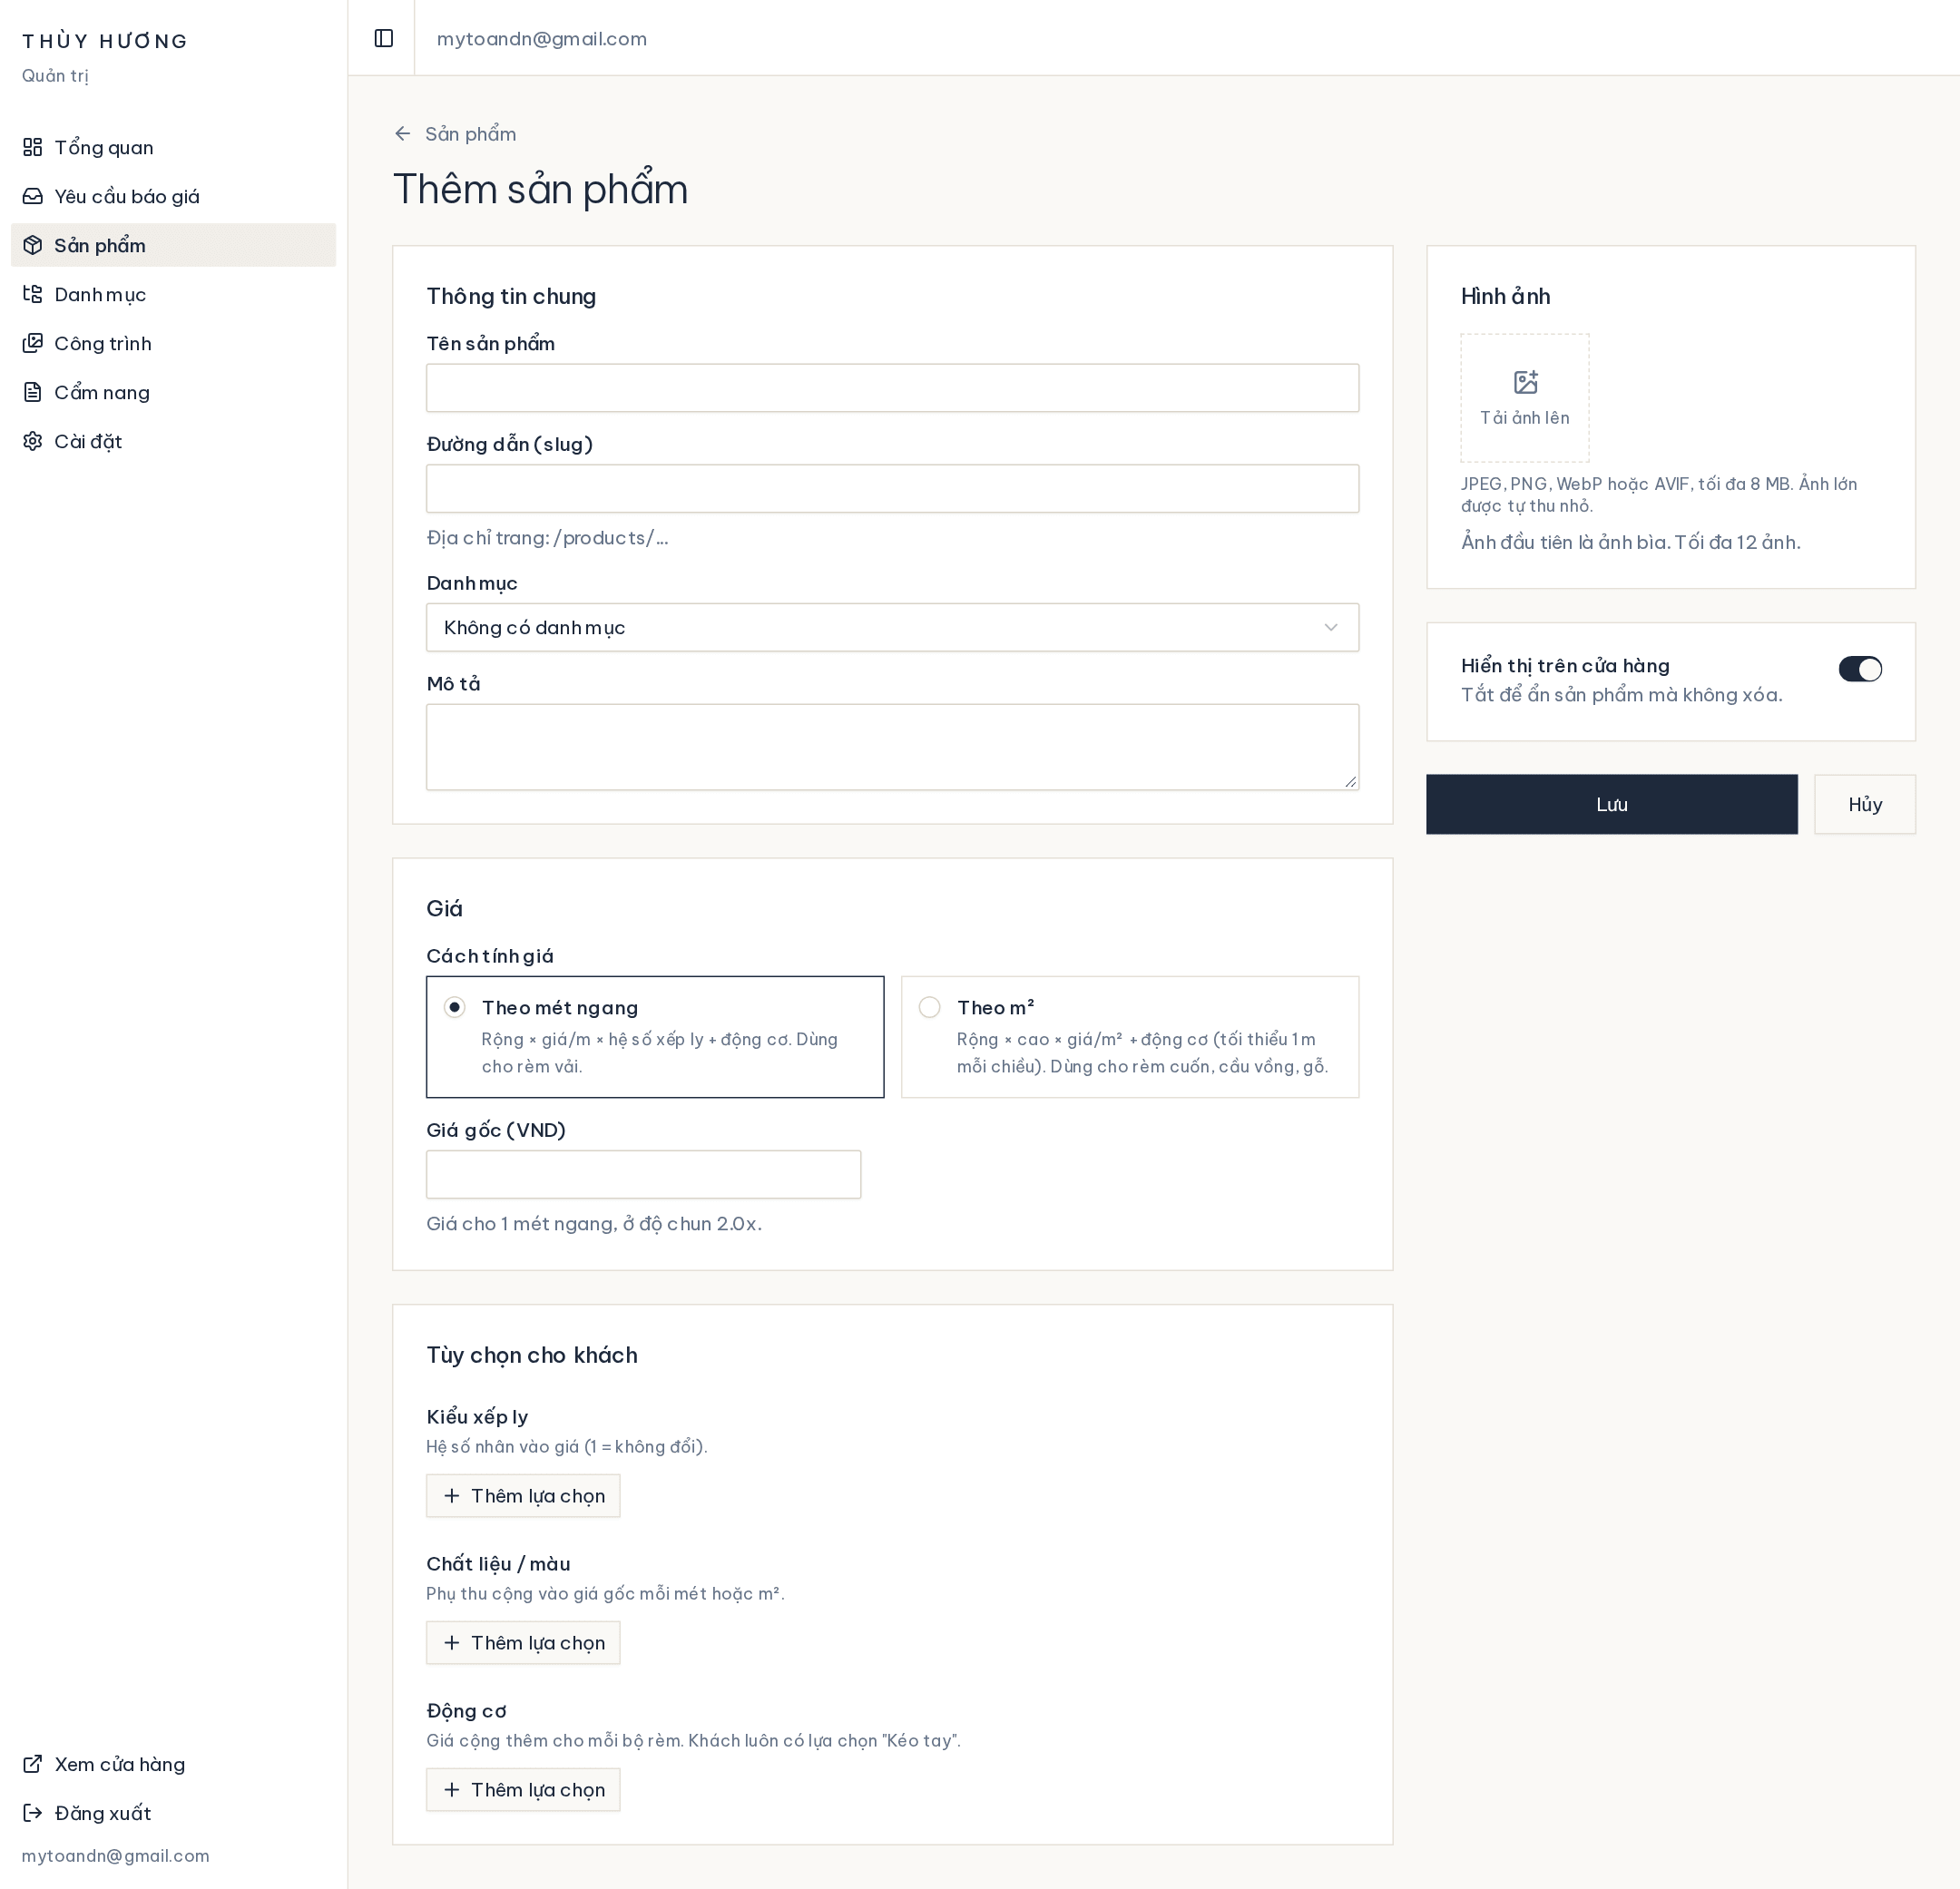 THÙY HƯƠNG
Quản trị
Tổng quan
Yêu cầu báo giá
Sản phẩm
Danh mục
Công trình
Cẩm nang
Cài đặt
Xem cửa hàng
Đăng xuất
mytoandn@gmail.com
mytoandn@gmail.com
Sản phẩm
Thêm sản phẩm
Thông tin chung
Tên sản phẩm
Đường dẫn (slug)
Địa chỉ trang: /products/...
Danh mục
Không có danh mục
Mô tả
Giá
Cách tính giá
Theo mét ngang
Rộng × giá/m × hệ số xếp ly + động cơ. Dùng
cho rèm vải.
Theo m²
Rộng × cao × giá/m² + động cơ (tối thiểu 1 m
mỗi chiều). Dùng cho rèm cuốn, cầu vồng, gỗ.
Giá gốc (VND)
Giá cho 1 mét ngang, ở độ chun 2.0x.
Tùy chọn cho khách
Kiểu xếp ly
Hệ số nhân vào giá (1 = không đổi).
Thêm lựa chọn
Chất liệu / màu
Phụ thu cộng vào giá gốc mỗi mét hoặc m².
Thêm lựa chọn
Động cơ
Giá cộng thêm cho mỗi bộ rèm. Khách luôn có lựa chọn "Kéo tay".
Thêm lựa chọn
Hình ảnh
Tải ảnh lên
JPEG, PNG, WebP hoặc AVIF, tối đa 8 MB. Ảnh lớn
được tự thu nhỏ.
Ảnh đầu tiên là ảnh bìa. Tối đa 12 ảnh.
Hiển thị trên cửa hàng
Tắt để ẩn sản phẩm mà không xóa.
Lưu
Hủy